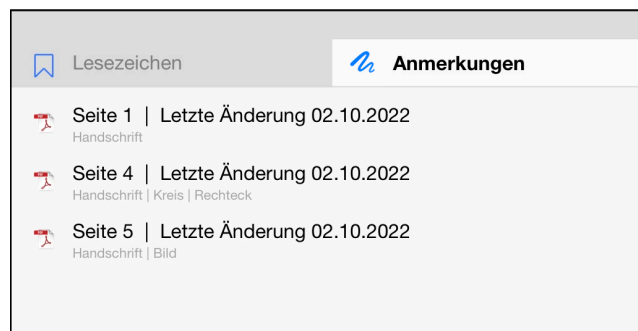 Lesezeichen
Anmerkungen
Seite 1 | Letzte Änderung 02.10.2022
Handschrift
Seite 4 | Letzte Änderung 02.10.2022
Handschrift | Kreis | Rechteck
Seite 5 | Letzte Änderung 02.10.2022
Handschrift | Bild